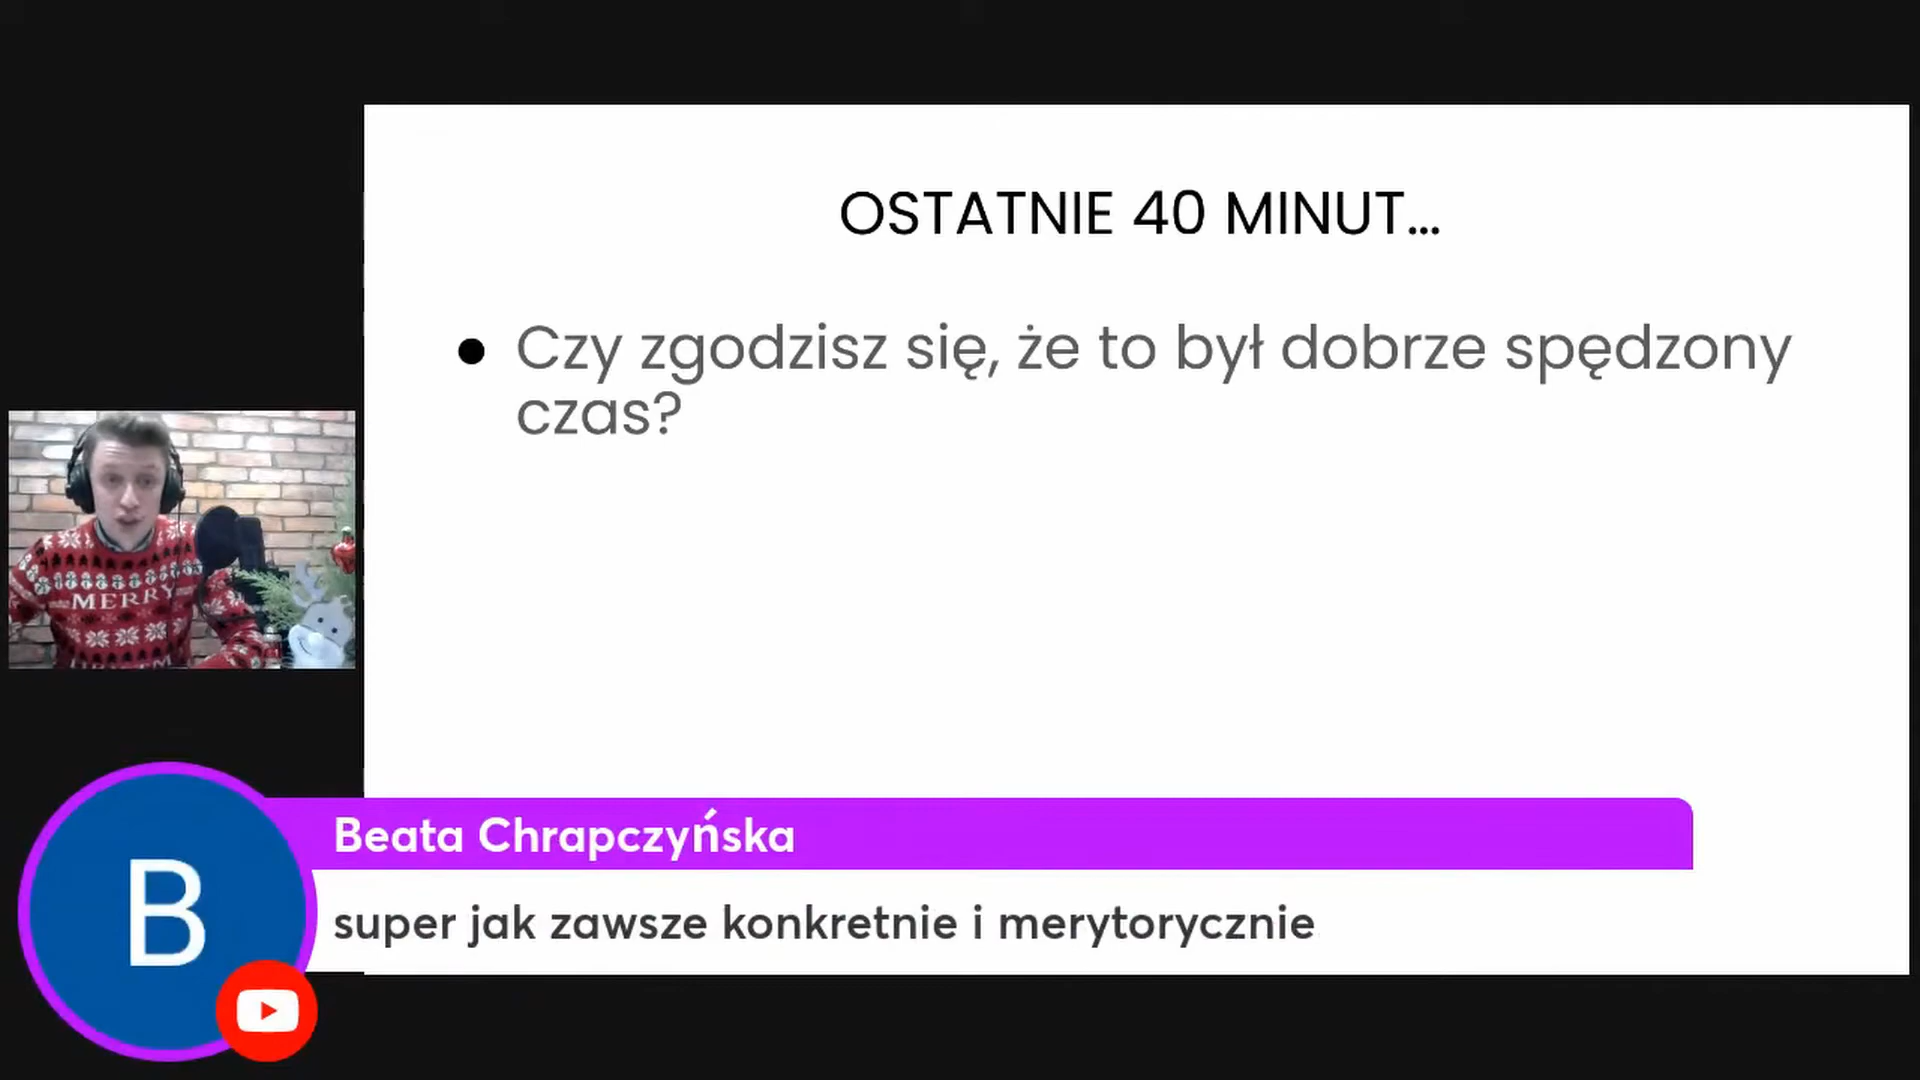 OSTATNIE 40 MINUT...
● Czy zgodzisz się, że to był dobrze spędzony
czas?
MERRY
Beata Chrapczyńska
B
super jak zawsze konkretnie i merytorycznie